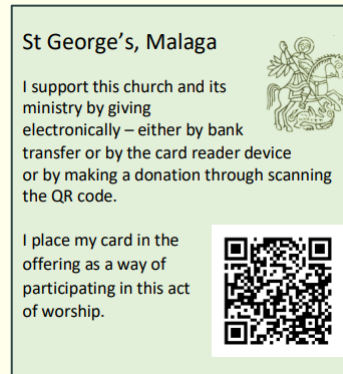 St George’s, Malaga
I support this church and its
ministry by giving
electronically – either by bank
transfer or by the card reader device
or by making a donation through scanning
the QR code.
I place my card in the
offering as a way of
participating in this act
of worship.